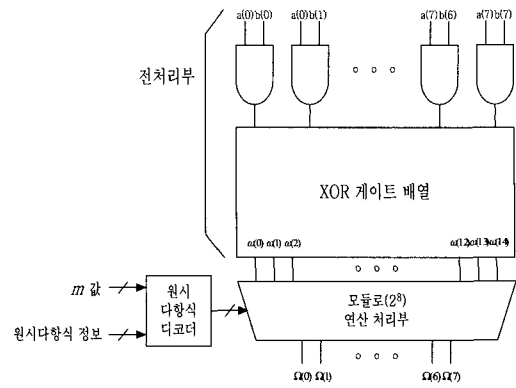 a(0)b(0) a(0)b(1) a(7)b(6) a(7)b(7)
전처리부
XOR 게이트 배열
ω(0) ω(1) ω(2) ω(12) ω(13) ω(14)
m 값
원시다항식 정보
원시
다항식
디코더
모듈로(2⁸)
연산 처리부
Ω(0) Ω(1) Ω(6) Ω(7)